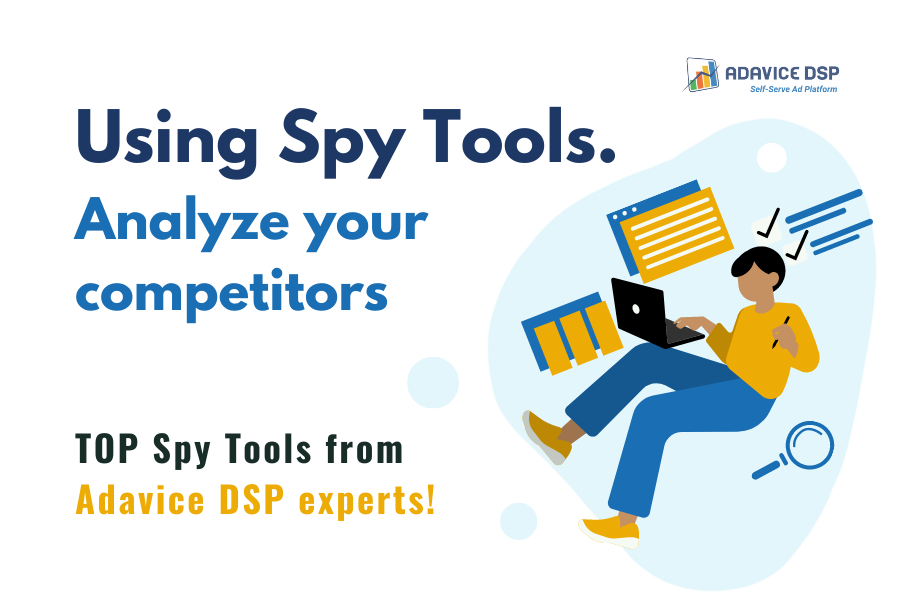 ADAVICE DSP
Self-Serve Ad Platform
Using Spy Tools.
Analyze your
competitors
TOP Spy Tools from
Adavice DSP experts!